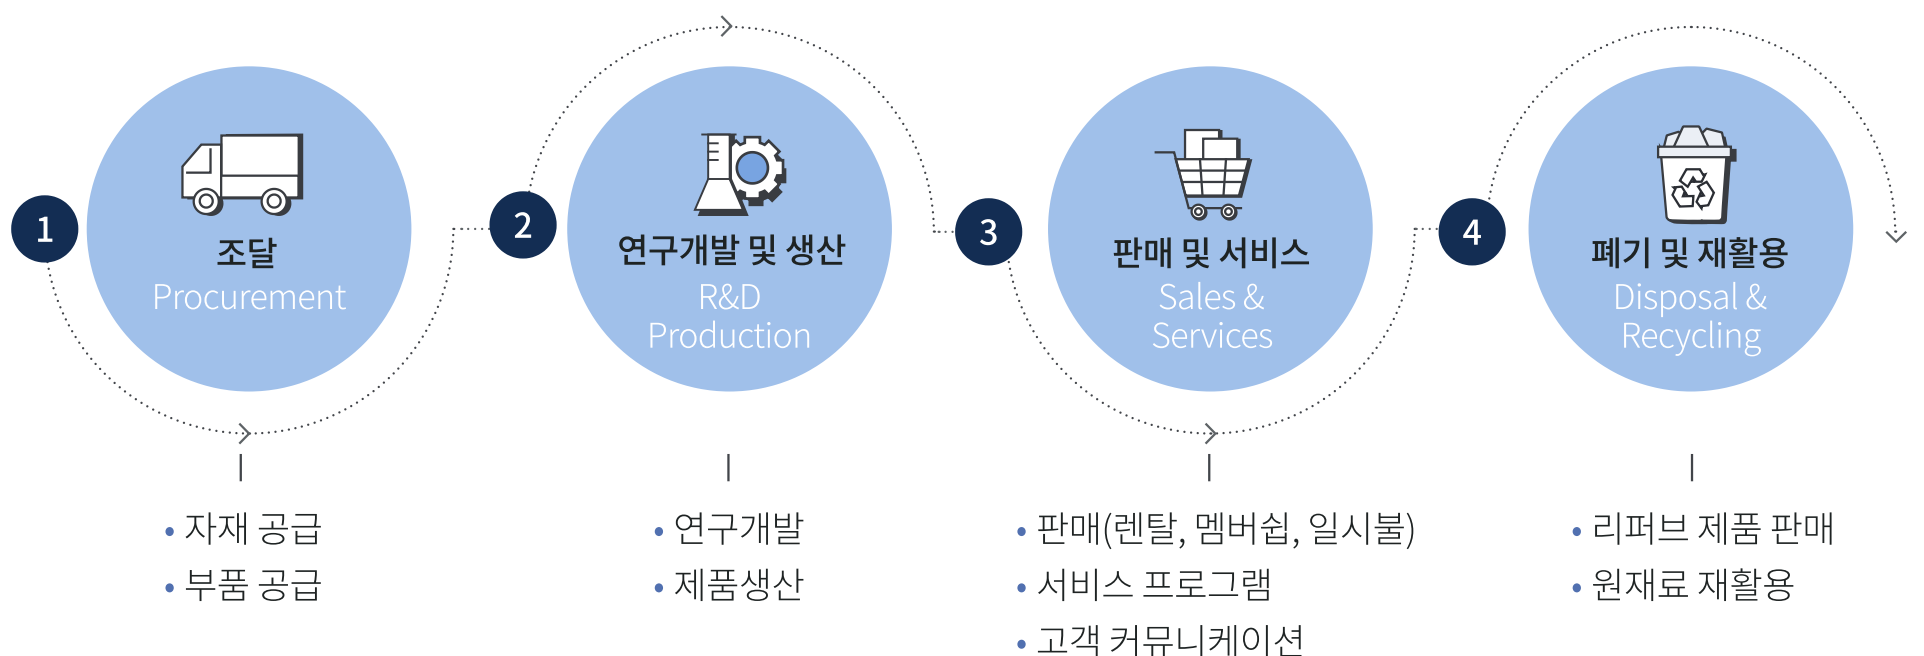 1
조달
Procurement
• 자재 공급
• 부품 공급
2
연구개발 및 생산
R&D
Production
• 연구개발
• 제품생산
3
판매 및 서비스
Sales &
Services
• 판매(렌탈, 멤버쉽, 일시불)
• 서비스 프로그램
• 고객 커뮤니케이션
4
폐기 및 재활용
Disposal &
Recycling
• 리퍼브 제품 판매
• 원재료 재활용